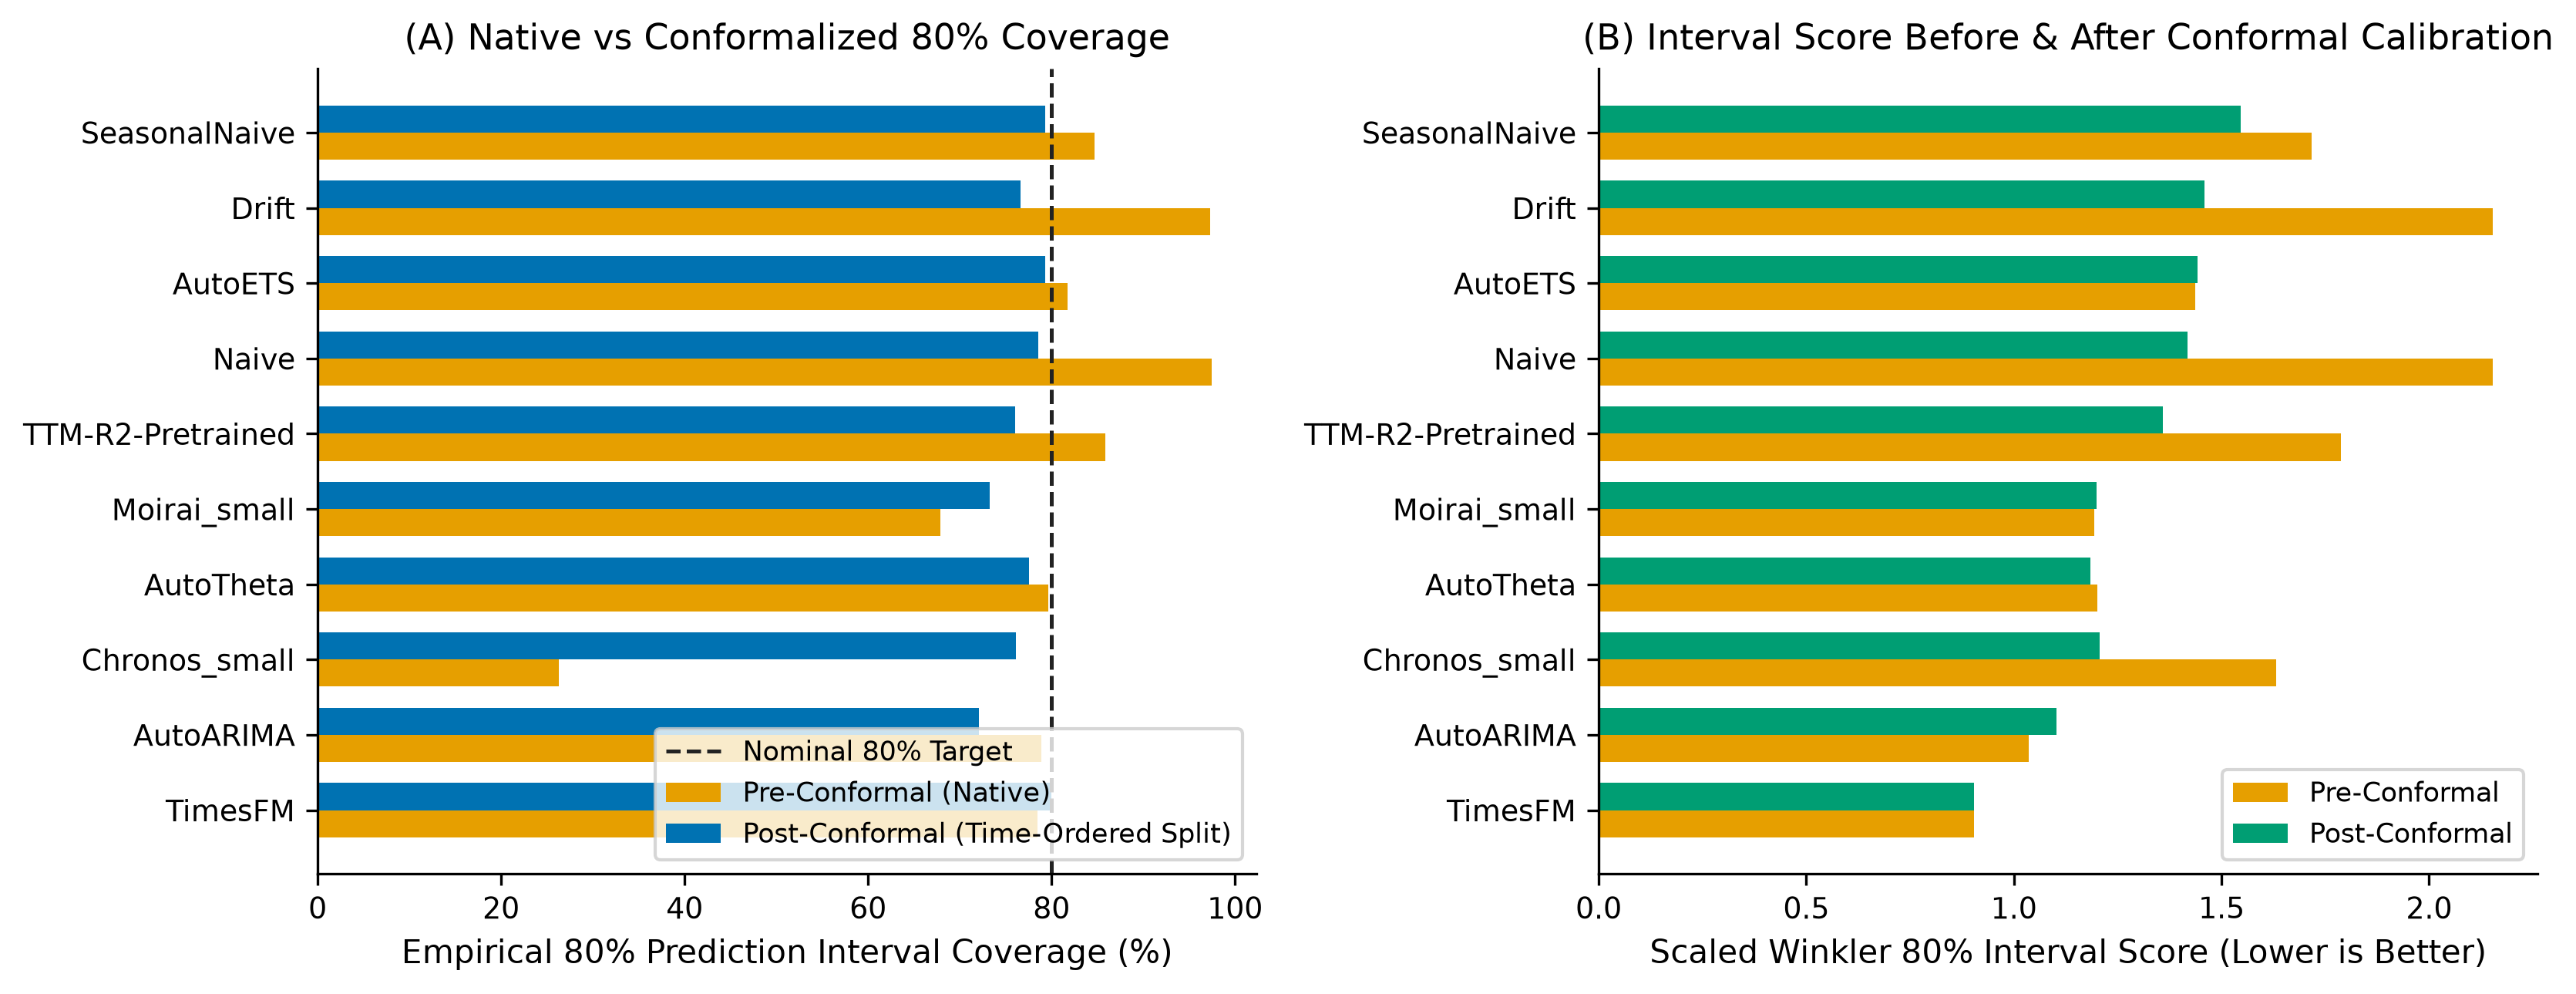 (A) Native vs Conformalized 80% Coverage
SeasonalNaive
Drift
AutoETS
Naive
TTM-R2-Pretrained
Moirai_small
AutoTheta
Chronos_small
AutoARIMA
TimesFM
Nominal 80% Target
Pre-Conformal (Native)
Post-Conformal (Time-Ordered Split)
0 20 40 60 80 100
Empirical 80% Prediction Interval Coverage (%)
(B) Interval Score Before & After Conformal Calibration
SeasonalNaive
Drift
AutoETS
Naive
TTM-R2-Pretrained
Moirai_small
AutoTheta
Chronos_small
AutoARIMA
TimesFM
Pre-Conformal
Post-Conformal
0.0 0.5 1.0 1.5 2.0
Scaled Winkler 80% Interval Score (Lower is Better)